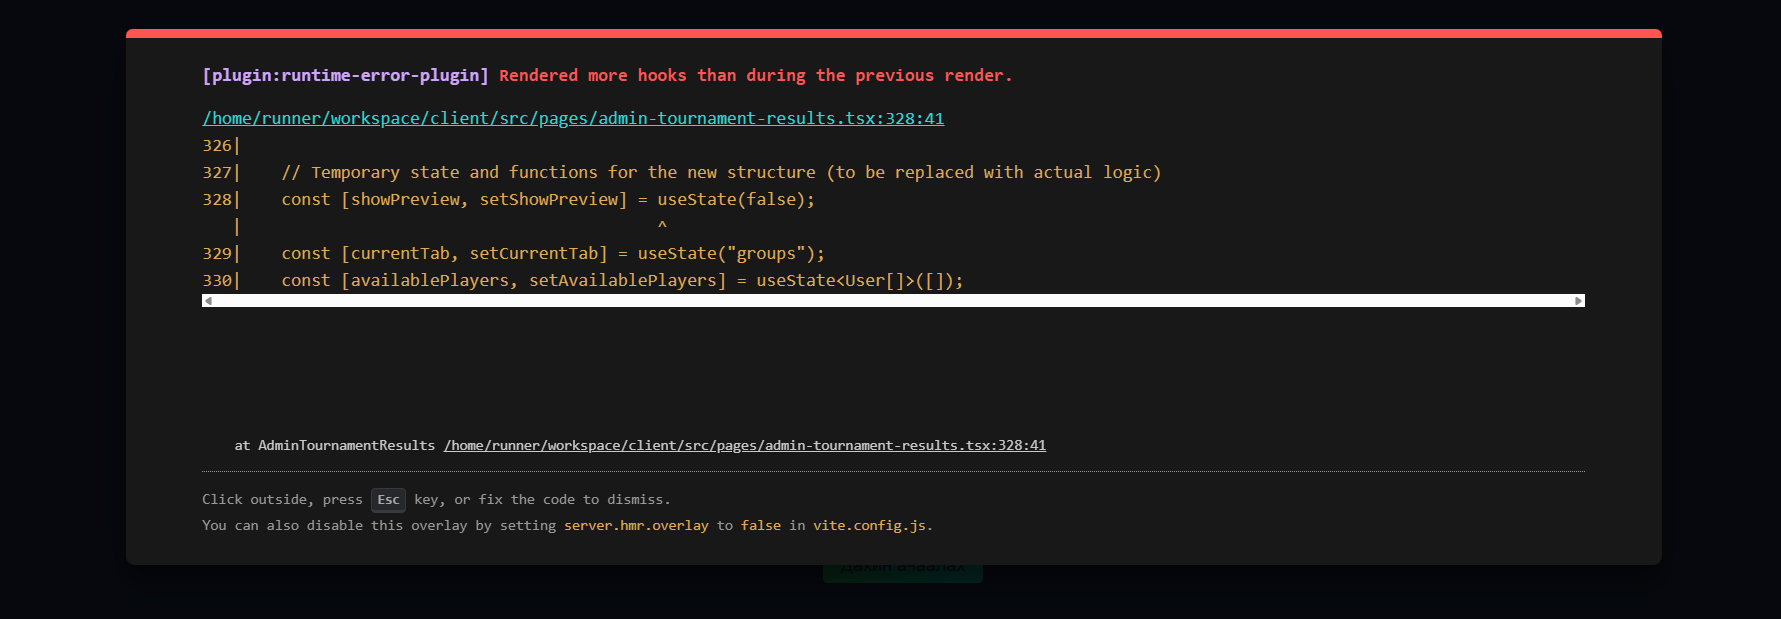 [plugin:runtime-error-plugin] Rendered more hooks than during the previous render.
/home/runner/workspace/client/src/pages/admin-tournament-results.tsx:328:41
326|
327|    // Temporary state and functions for the new structure (to be replaced with actual logic)
328|    const [showPreview, setShowPreview] = useState(false);
   |                                          ^
329|    const [currentTab, setCurrentTab] = useState("groups");
330|    const [availablePlayers, setAvailablePlayers] = useState<User[]>([]);
at AdminTournamentResults /home/runner/workspace/client/src/pages/admin-tournament-results.tsx:328:41
Click outside, press Esc key, or fix the code to dismiss.
You can also disable this overlay by setting server.hmr.overlay to false in vite.config.js.
Дахин ачаалах